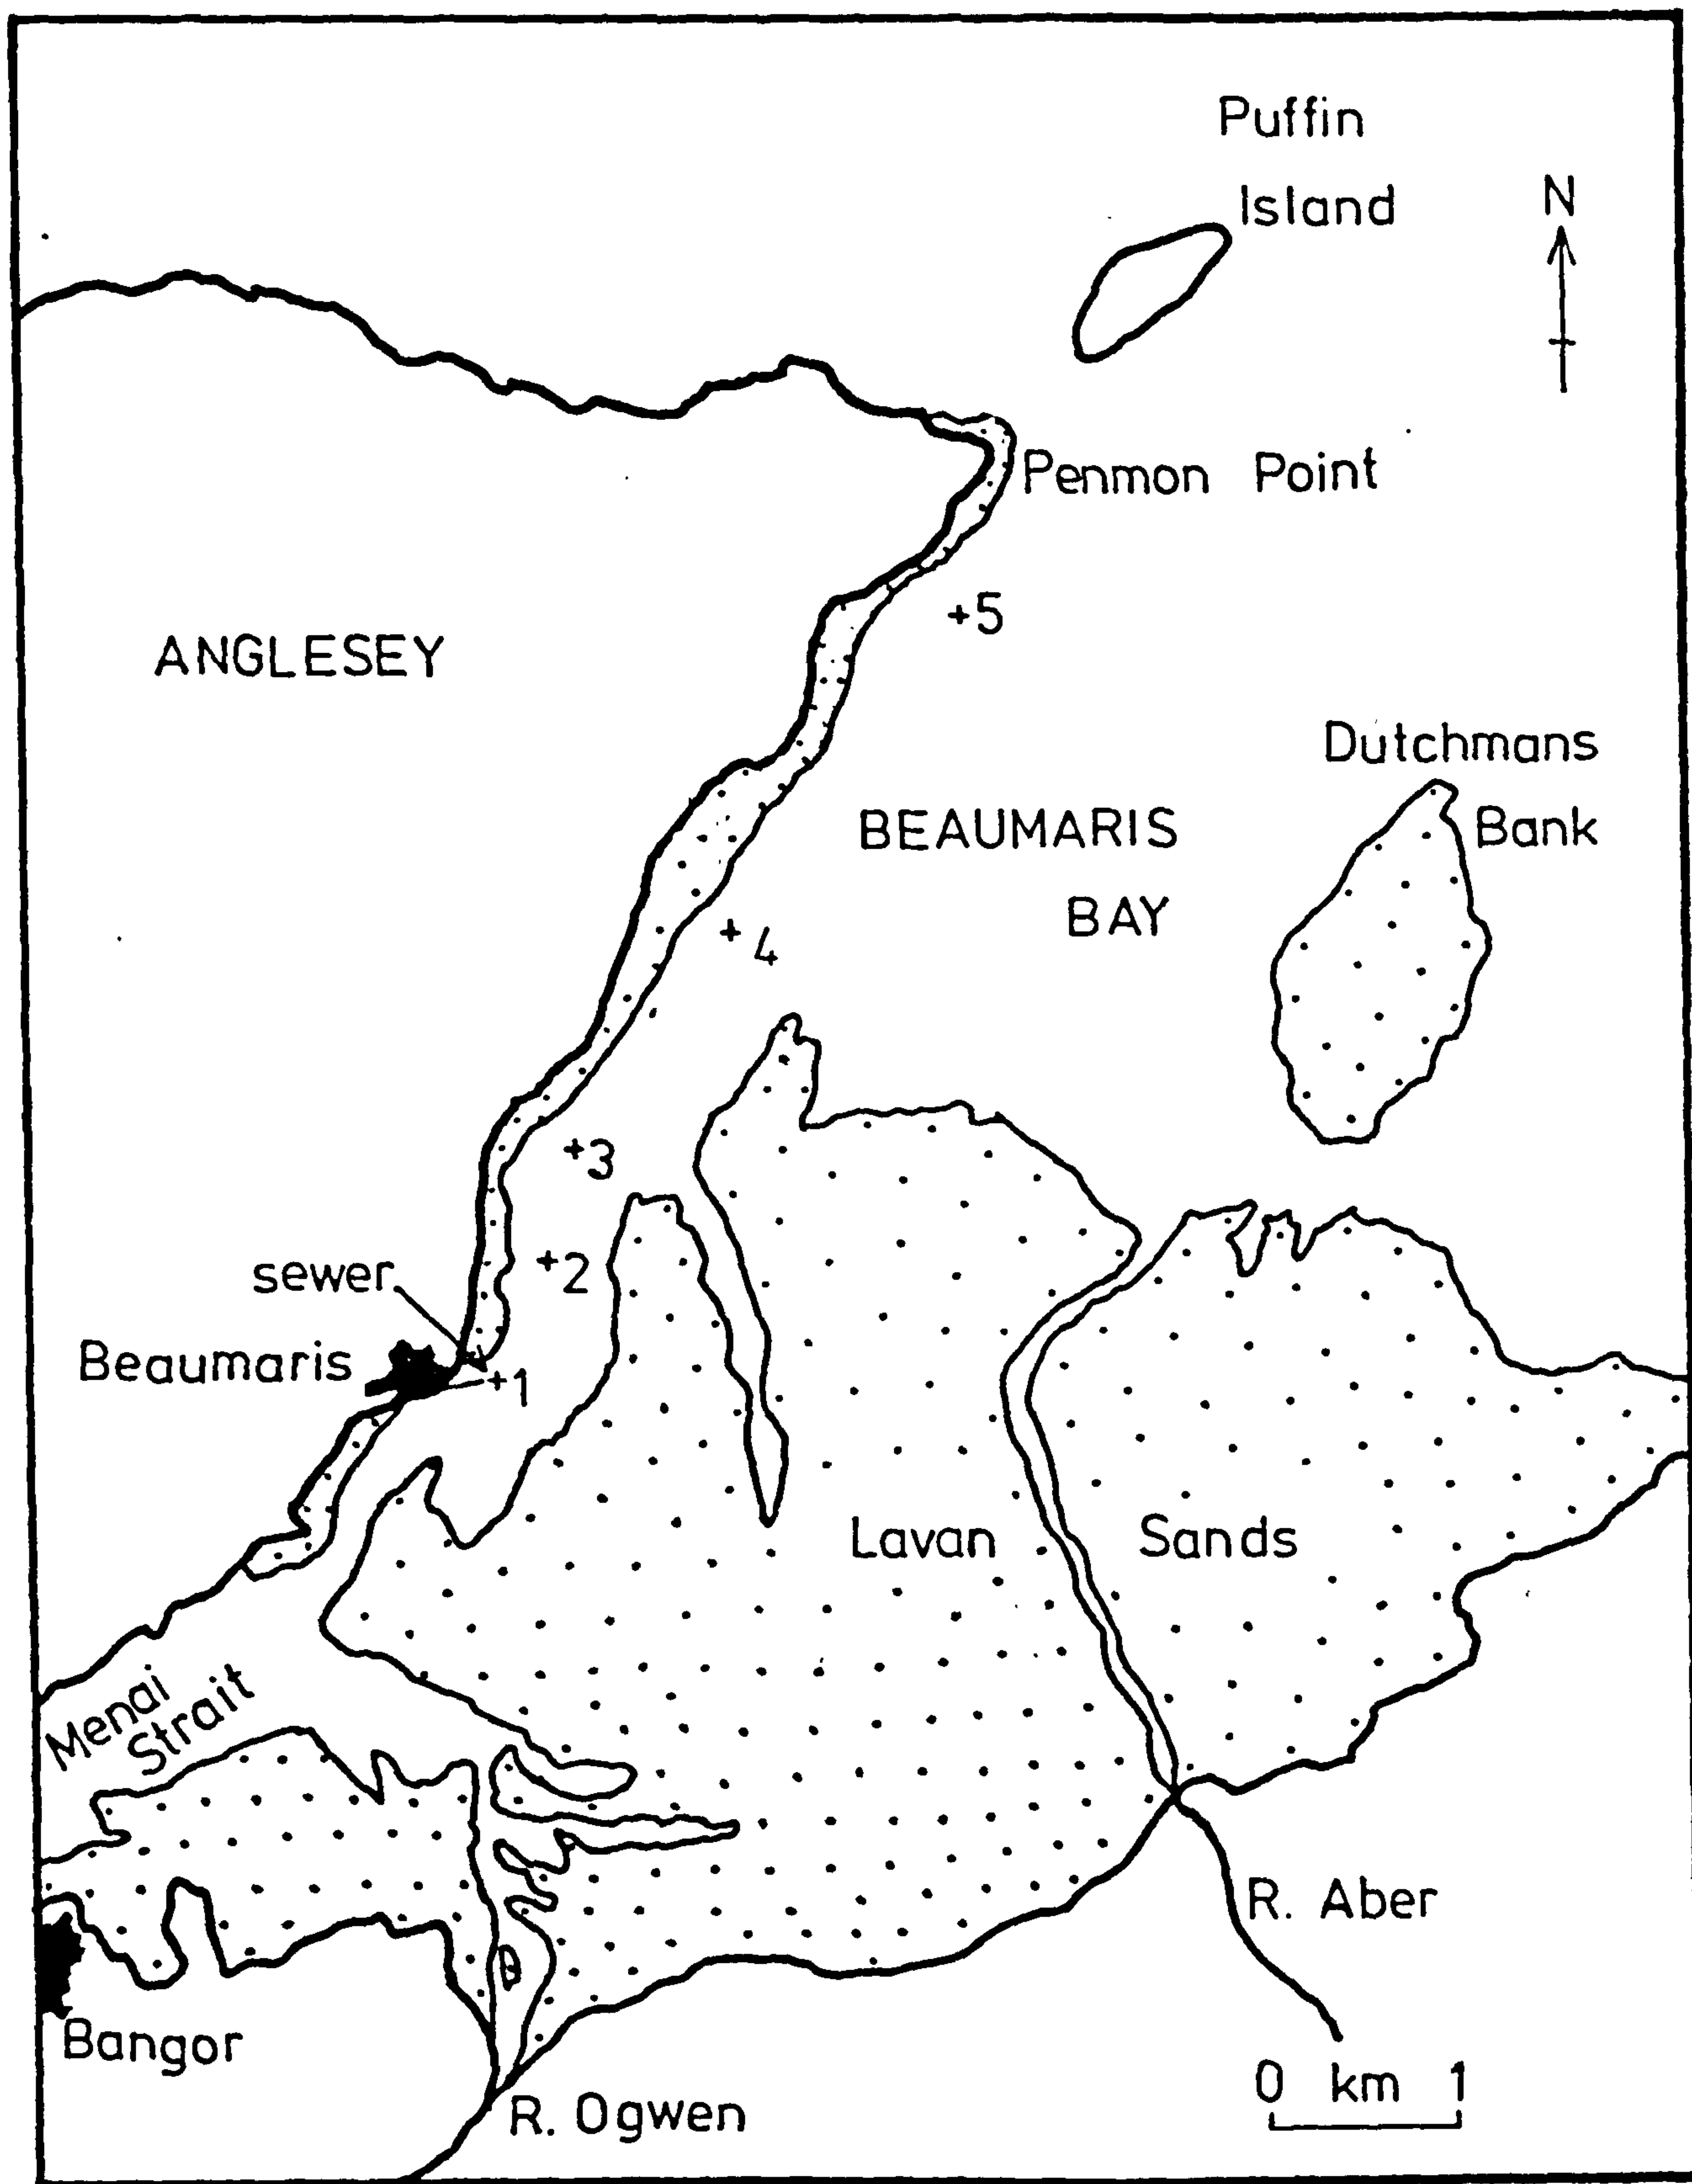 Puffin
Island
N
Penmon Point
+5
ANGLESEY
Dutchmans
Bank
BEAUMARIS
BAY
+4
+3
+2
sewer
Beaumaris
+1
Lavan Sands
Menai
Strait
R. Aber
Bangor
0 km 1
R. Ogwen